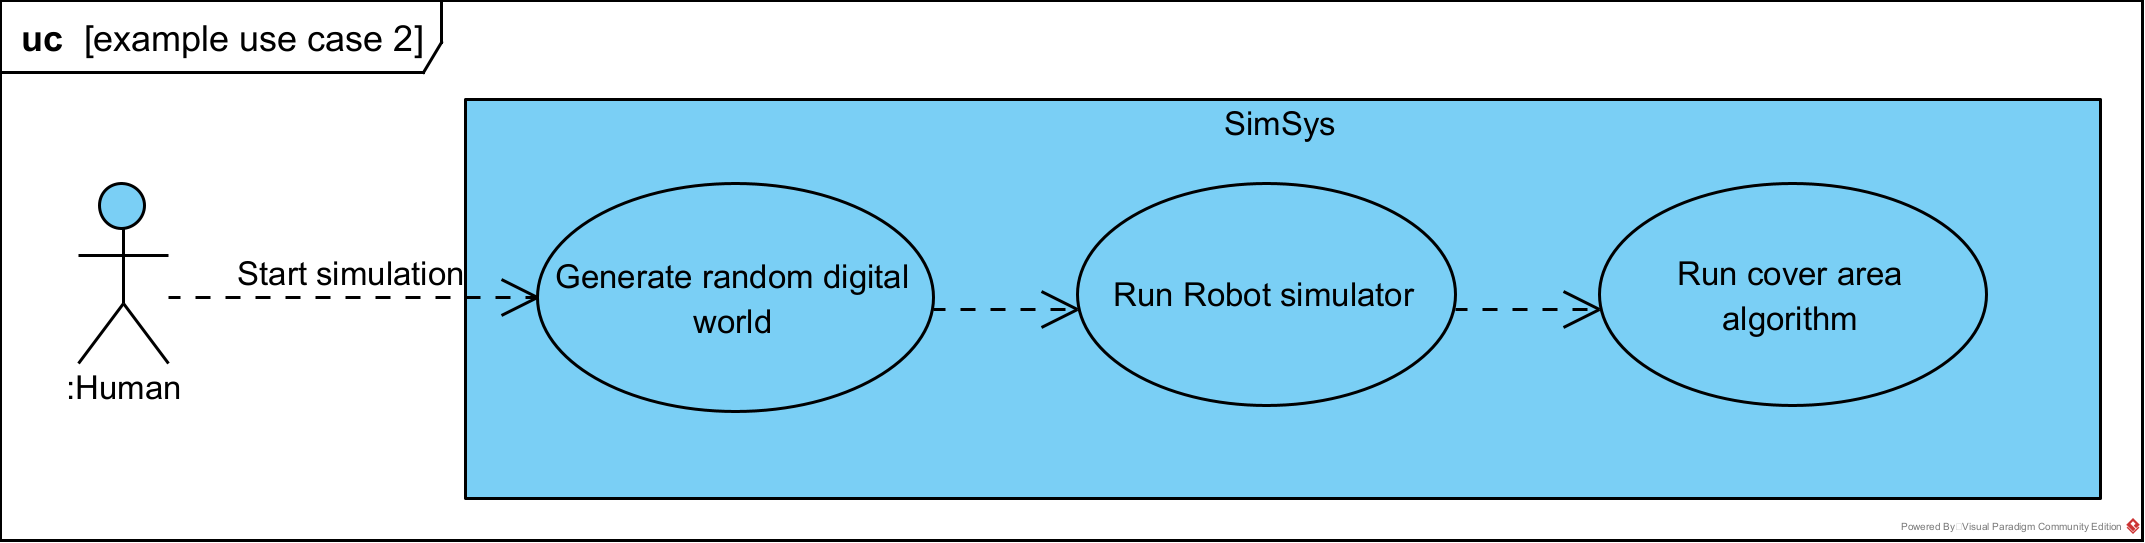 uc [example use case 2]
SimSys
Start simulation
Generate random digital
world
Run Robot simulator
Run cover area
algorithm
:Human
Powered By Visual Paradigm Community Edition